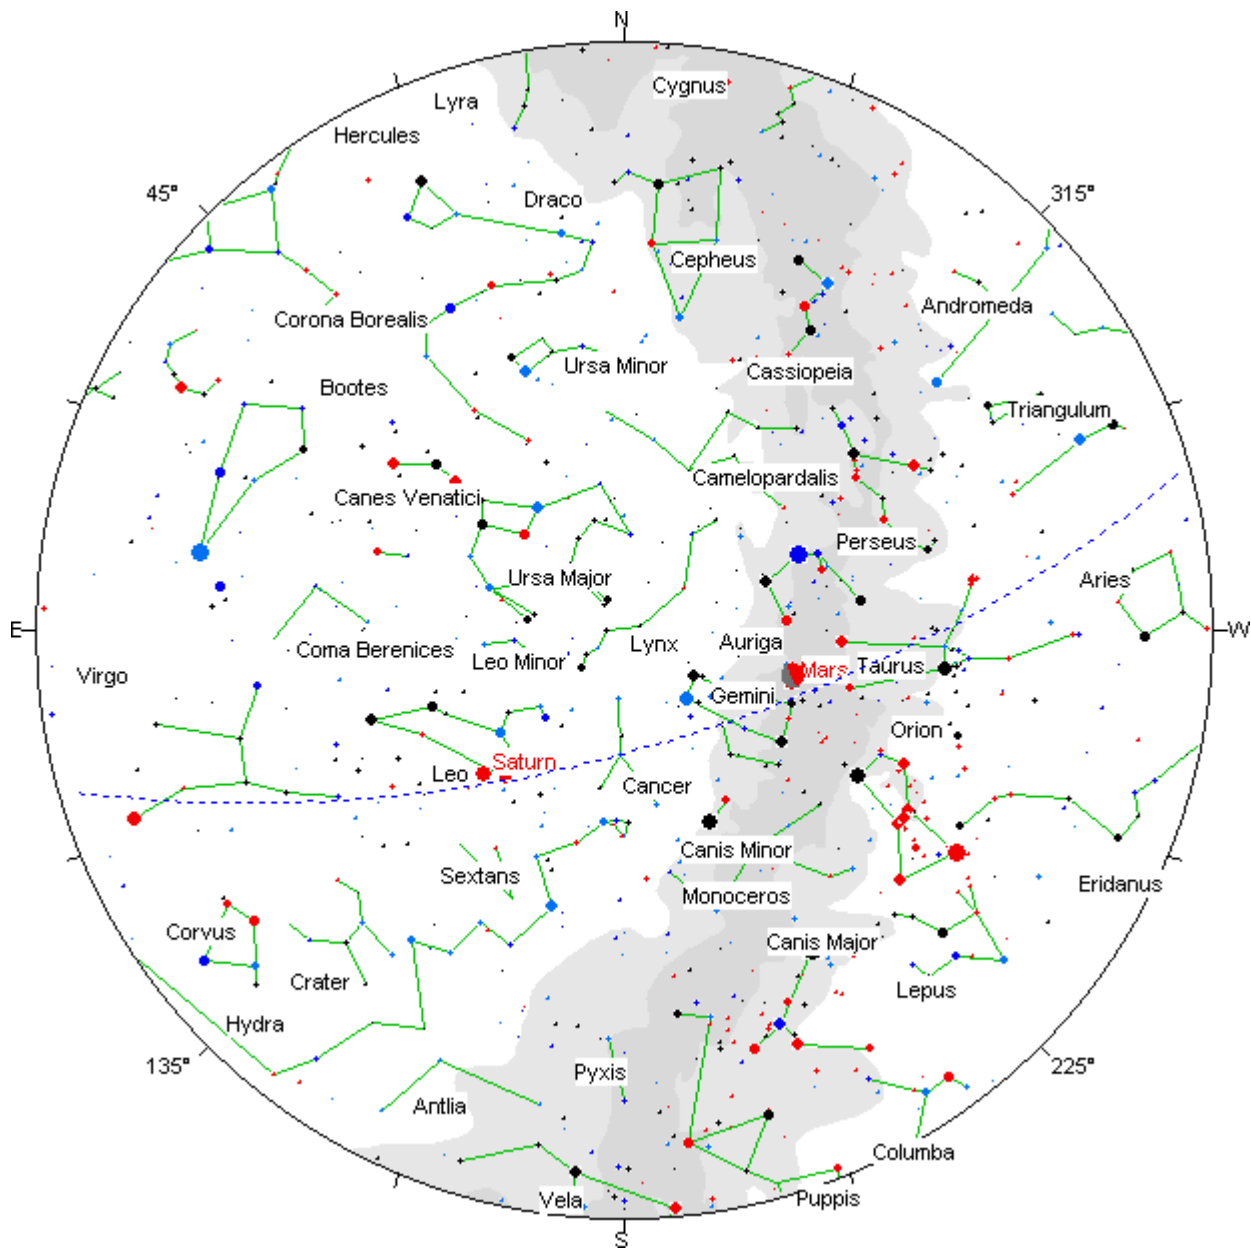 N
Cygnus
Lyra
Hercules
45°
315°
Draco
Cepheus
Andromeda
Corona Borealis
Ursa Minor
Cassiopeia
Bootes
Triangulum
Camelopardalis
Canes Venatici
Perseus
Ursa Major
Aries
E
W
Auriga
Lynx
Coma Berenices
Leo Minor
Taurus
Mars
Virgo
Gemini
Orion
Saturn
Leo
Cancer
Canis Minor
Sextans
Eridanus
Monoceros
Corvus
Canis Major
Crater
Lepus
Hydra
135°
225°
Pyxis
Antlia
Columba
Vela
Puppis
S